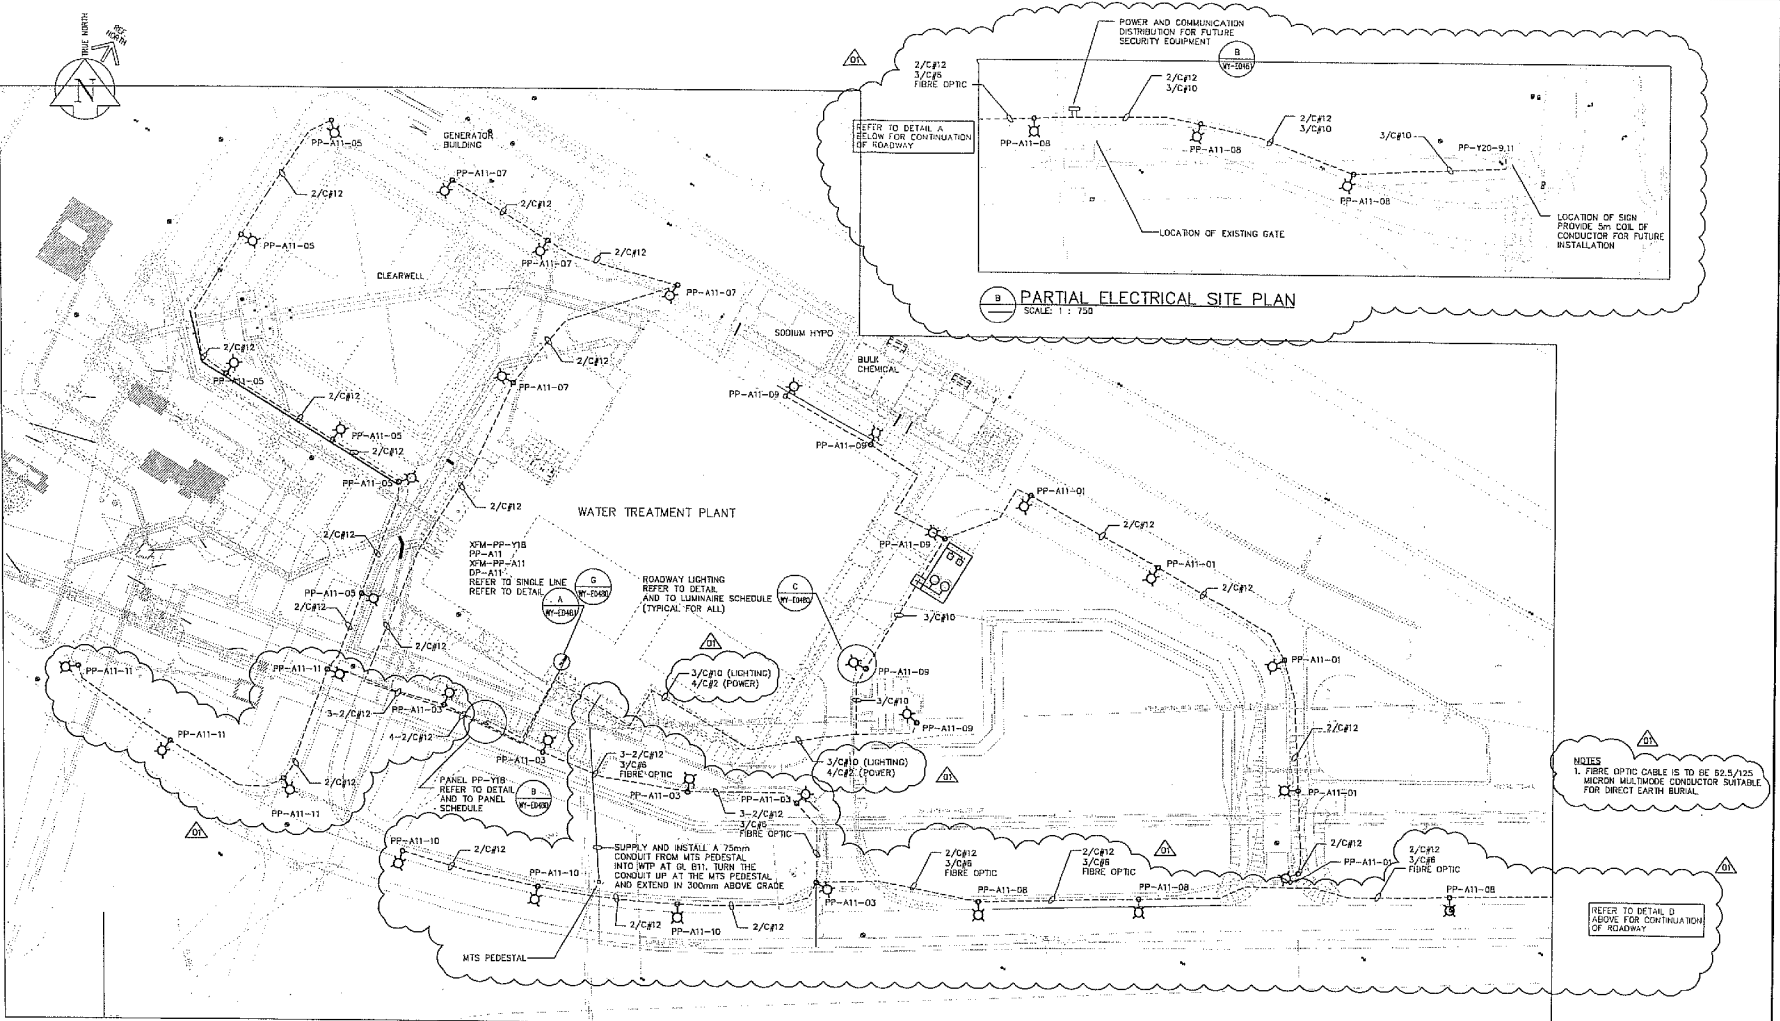 TRUE NORTH
REF.
NORTH
N
01
POWER AND COMMUNICATION
DISTRIBUTION FOR FUTURE
SECURITY EQUIPMENT
B
2/C#12
3/C#6
FIBRE OPTIC
2/C#12
3/C#10
2/C#12
3/C#10
3/C#10
PP-Y20-9,11
REFER TO DETAIL A
BELOW FOR CONTINUATION
OF ROADWAY
PP-A11-08
PP-A11-08
PP-A11-08
LOCATION OF EXISTING GATE
LOCATION OF SIGN
PROVIDE 5m COIL OF
CONDUCTOR FOR FUTURE
INSTALLATION
B
PARTIAL ELECTRICAL SITE PLAN
SCALE: 1 : 750
PP-A11-05
GENERATOR
BUILDING
PP-A11-07
2/C#12
2/C#12
PP-A11-05
PP-A11-07
2/C#12
CLEARWELL
PP-A11-07
SODIUM HYPO
BULK
CHEMICAL
2/C#12
2/C#12
PP-A11-05
PP-A11-07
PP-A11-09
2/C#12
PP-A11-05
2/C#12
PP-A11-09
PP-A11-05
2/C#12
PP-A11-01
WATER TREATMENT PLANT
2/C#12
2/C#12
PP-A11-09
XFM-PP-Y18
PP-A11
XFM-PP-A11
DP-A11
REFER TO SINGLE LINE
REFER TO DETAIL
A
WY-E0481
G
WY-E0480
ROADWAY LIGHTING
REFER TO DETAIL
AND TO LUMINAIRE SCHEDULE
(TYPICAL FOR ALL)
C
WY-E0480
PP-A11-01
2/C#12
PP-A11-05
2/C#12
3/C#10
2/C#12
01
PP-A11-11
PP-A11-11
3/C#10 (LIGHTING)
4/C#2 (POWER)
PP-A11-09
PP-A11-01
3/C#10
PP-A11-03
3-2/C#12
4-2/C#12
PP-A11-09
2/C#12
PP-A11-11
PP-A11-03
3-2/C#12
3/C#6
FIBRE OPTIC
3/C#10 (LIGHTING)
4/C#2 (POWER)
01
01
NOTES
1. FIBRE OPTIC CABLE IS TO BE 62.5/125
MICRON MULTIMODE CONDUCTOR SUITABLE
FOR DIRECT EARTH BURIAL.
2/C#12
PANEL PP-Y18
REFER TO DETAIL
AND TO PANEL
SCHEDULE
B
WY-E0480
PP-A11-03
PP-A11-03
PP-A11-01
PP-A11-11
01
3-2/C#12
3/C#6
FIBRE OPTIC
PP-A11-10
2/C#12
SUPPLY AND INSTALL A 75mm
CONDUIT FROM MTS PEDESTAL
INTO WTP AT GL B11. TURN THE
CONDUIT UP AT THE MTS PEDESTAL
AND EXTEND IN 300mm ABOVE GRADE
2/C#12
3/C#6
FIBRE OPTIC
2/C#12
3/C#6
FIBRE OPTIC
01
2/C#12
PP-A11-01
2/C#12
3/C#6
FIBRE OPTIC
01
PP-A11-10
PP-A11-03
PP-A11-08
PP-A11-08
PP-A11-08
2/C#12
PP-A11-10
2/C#12
REFER TO DETAIL D
ABOVE FOR CONTINUATION
OF ROADWAY
MTS PEDESTAL